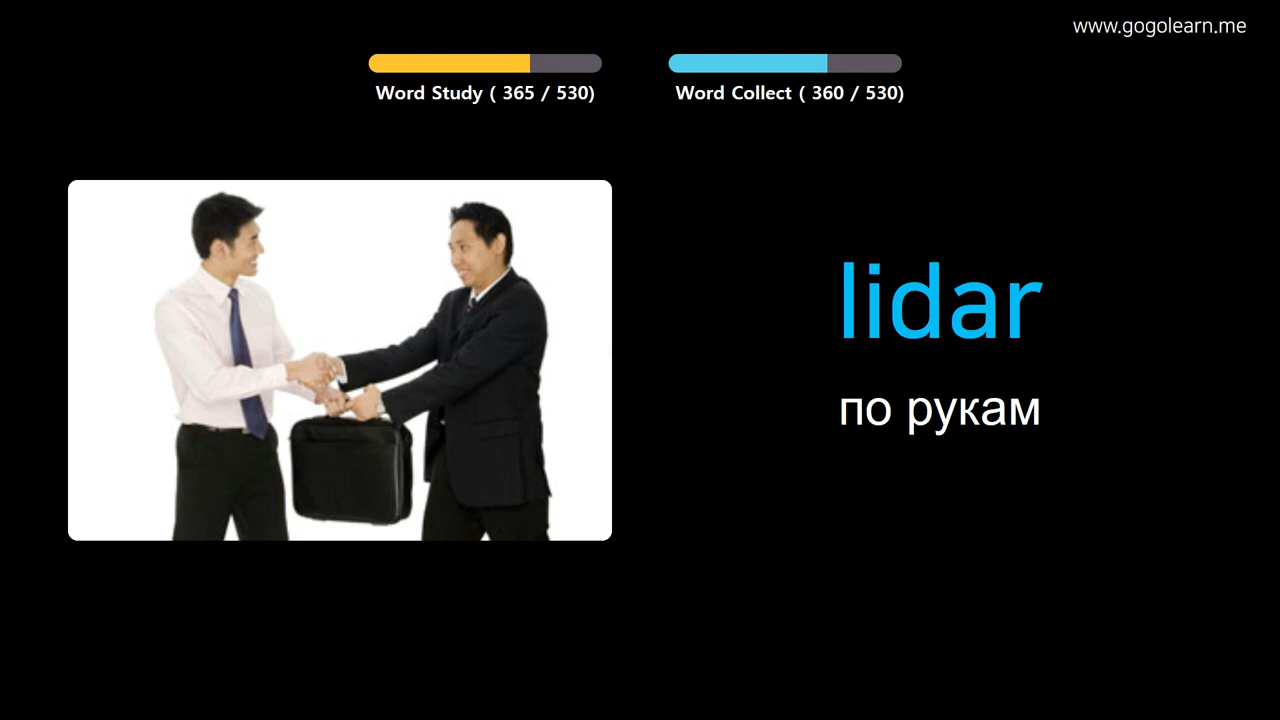 www.gogolearn.me
Word Study ( 365 / 530)
Word Collect ( 360 / 530)
lidar
по рукам